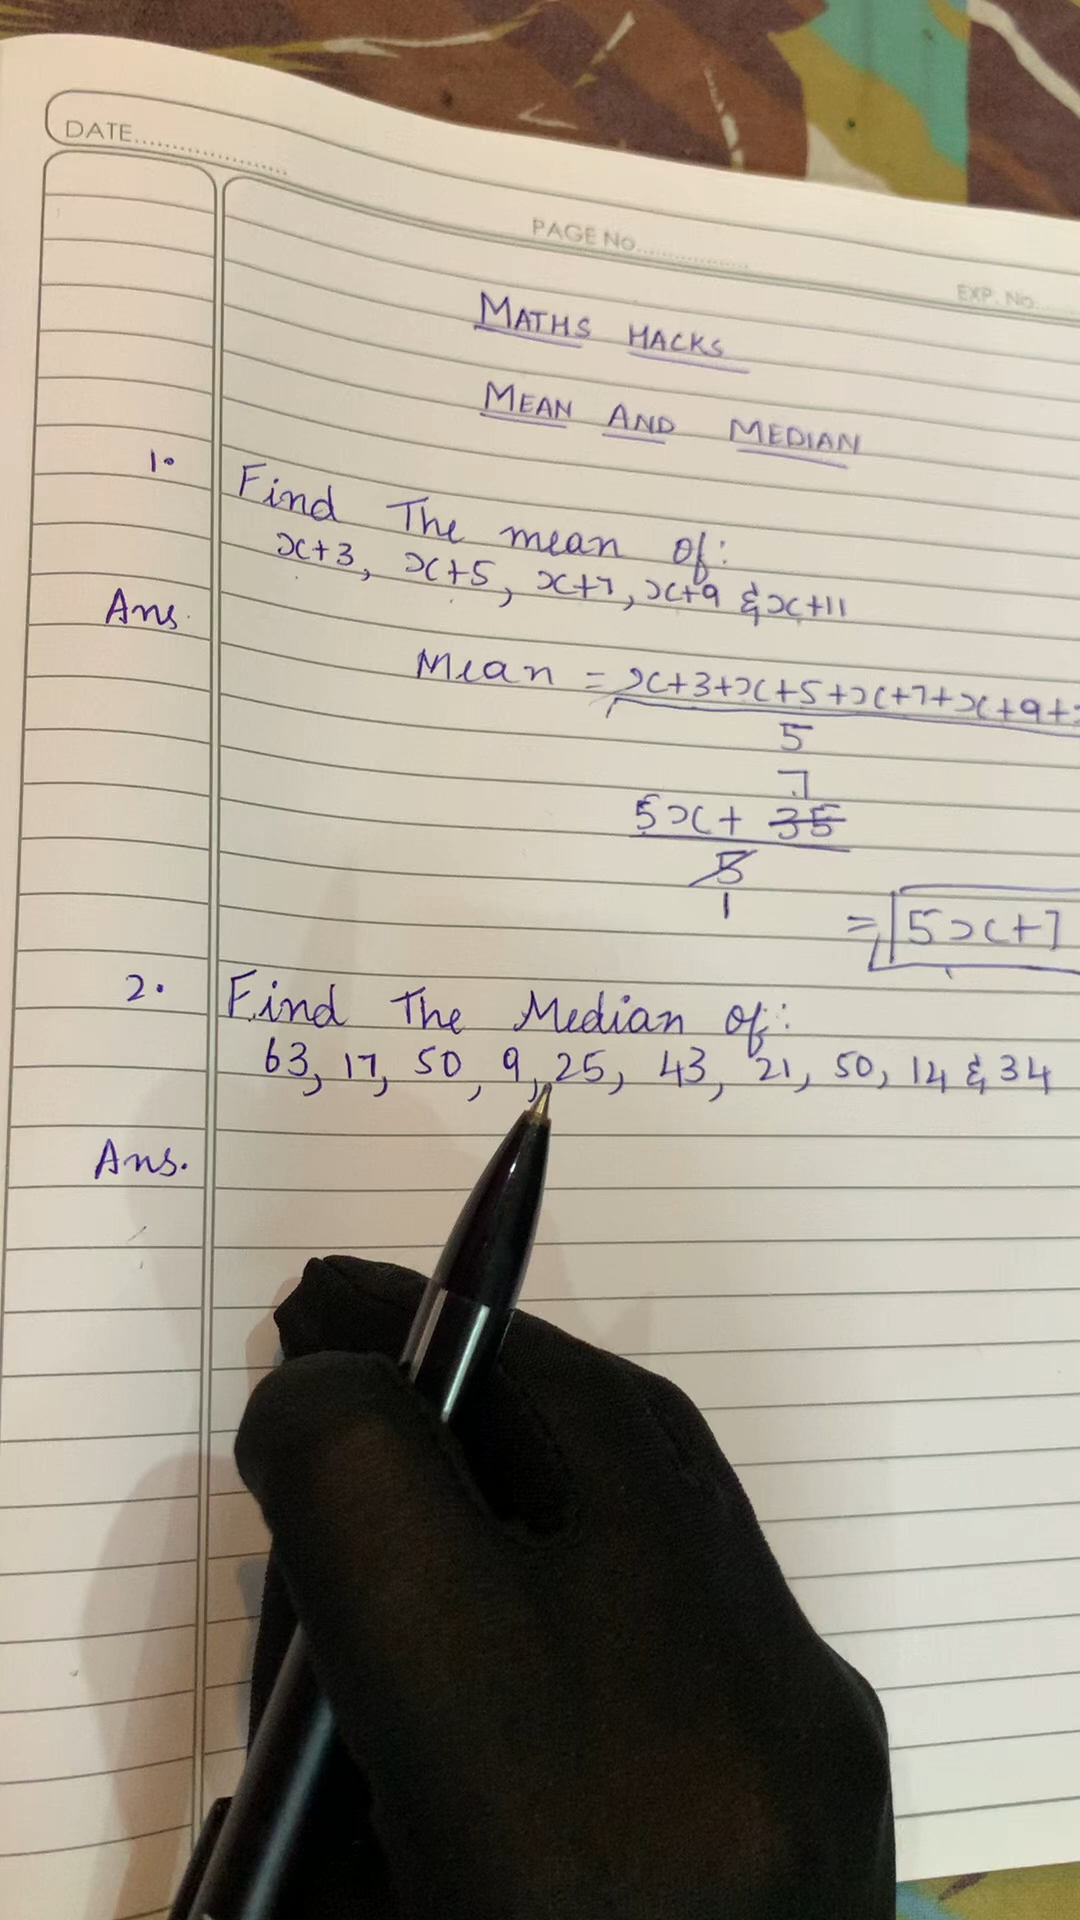 DATE
PAGE No.
EXP. No.
MATHS HACKS
MEAN AND MEDIAN
1. Find The mean of:
x+3, x+5, x+7, x+9 & x+11
Ans.
Mean = x+3+x+5+x+7+x+9+
5
7
5x+ 35
5
1
= 5x+7
2. Find The Median of:
63, 17, 50, 9, 25, 43, 21, 50, 14 & 34
Ans.